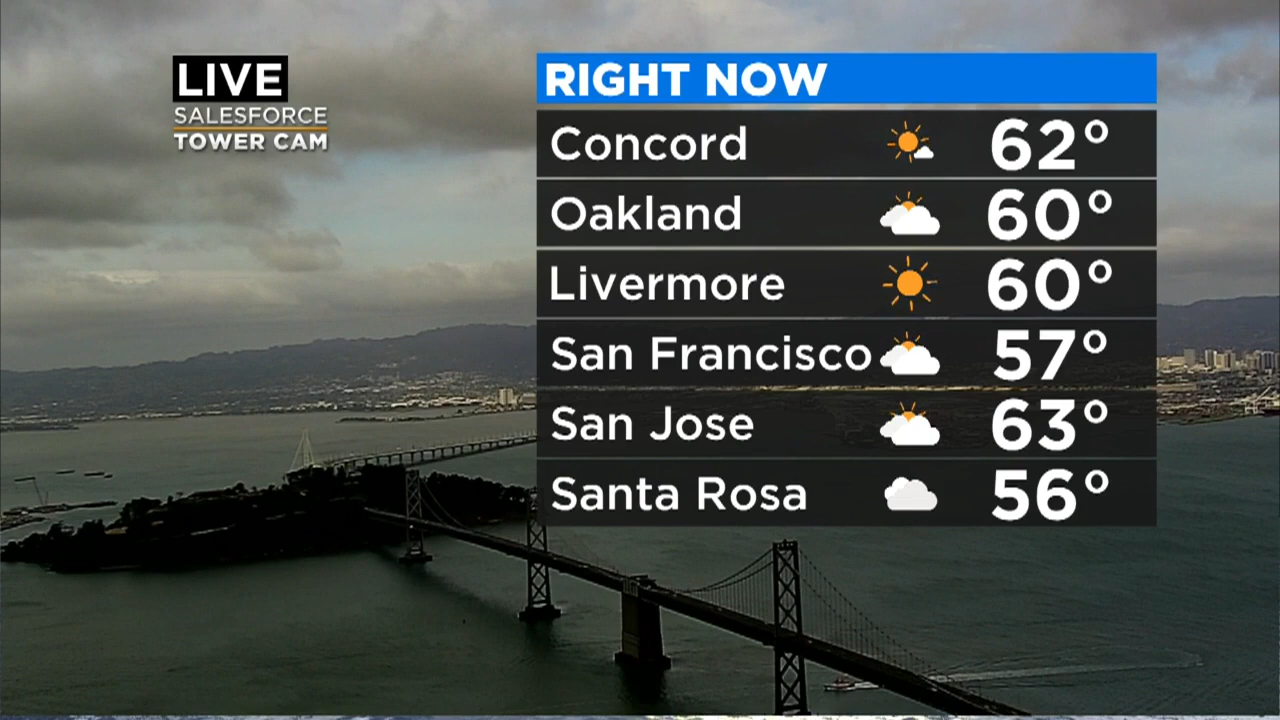 LIVE
SALESFORCE
TOWER CAM
RIGHT NOW
Concord 62°
Oakland 60°
Livermore 60°
San Francisco 57°
San Jose 63°
Santa Rosa 56°